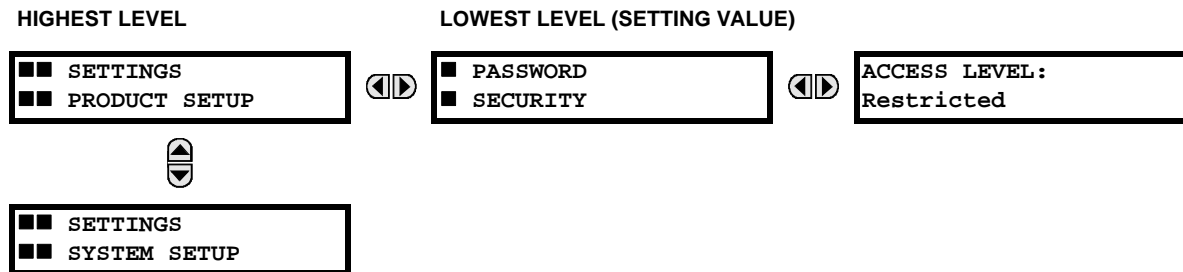 HIGHEST LEVEL
LOWEST LEVEL (SETTING VALUE)
■■ SETTINGS
■■ PRODUCT SETUP
■ PASSWORD
■ SECURITY
ACCESS LEVEL:
Restricted
■■ SETTINGS
■■ SYSTEM SETUP